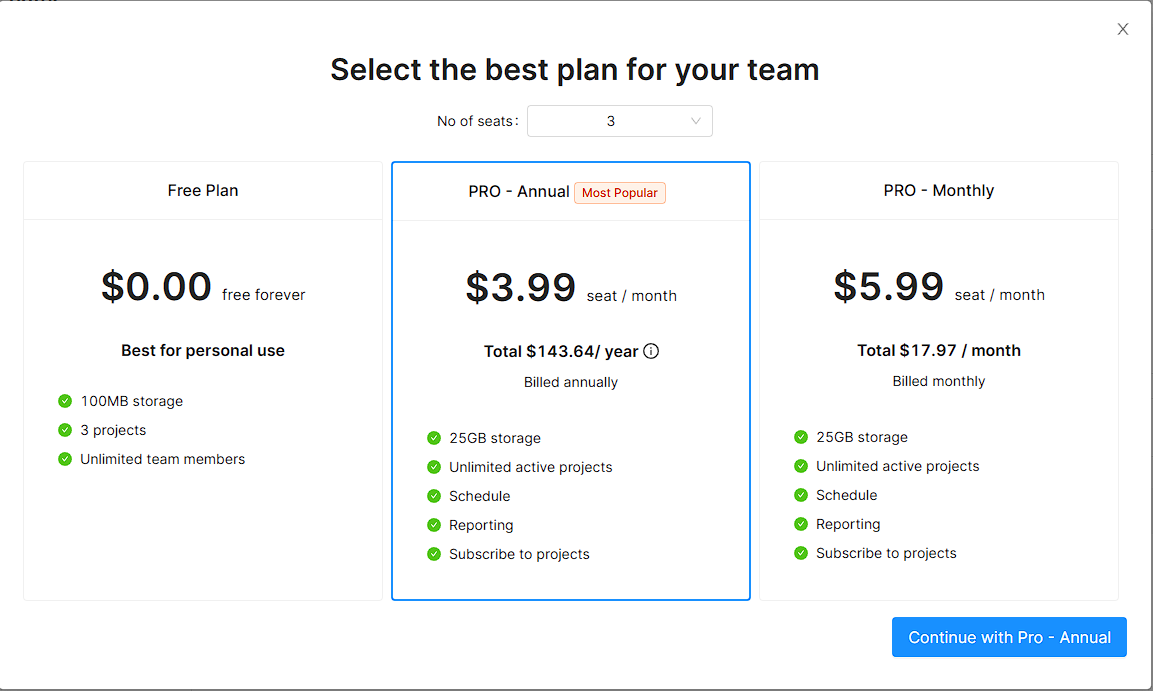 Select the best plan for your team
No of seats: 3
Free Plan
$0.00 free forever
Best for personal use
100MB storage
3 projects
Unlimited team members
PRO - Annual Most Popular
$3.99 seat / month
Total $143.64/ year
Billed annually
25GB storage
Unlimited active projects
Schedule
Reporting
Subscribe to projects
PRO - Monthly
$5.99 seat / month
Total $17.97 / month
Billed monthly
25GB storage
Unlimited active projects
Schedule
Reporting
Subscribe to projects
Continue with Pro - Annual